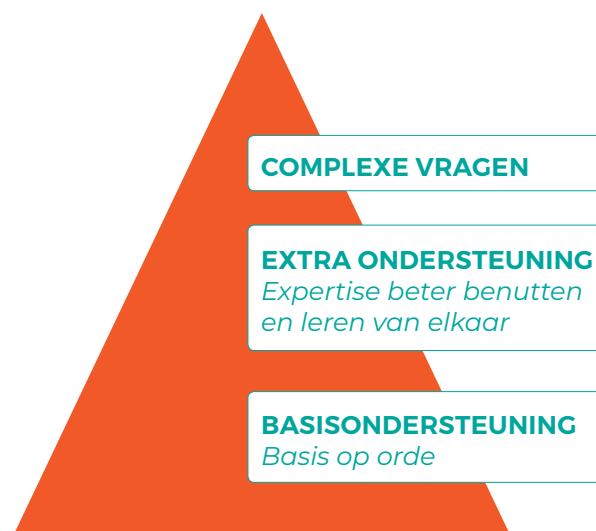 COMPLEXE VRAGEN
EXTRA ONDERSTEUNING
Expertise beter benutten
en leren van elkaar
BASISONDERSTEUNING
Basis op orde